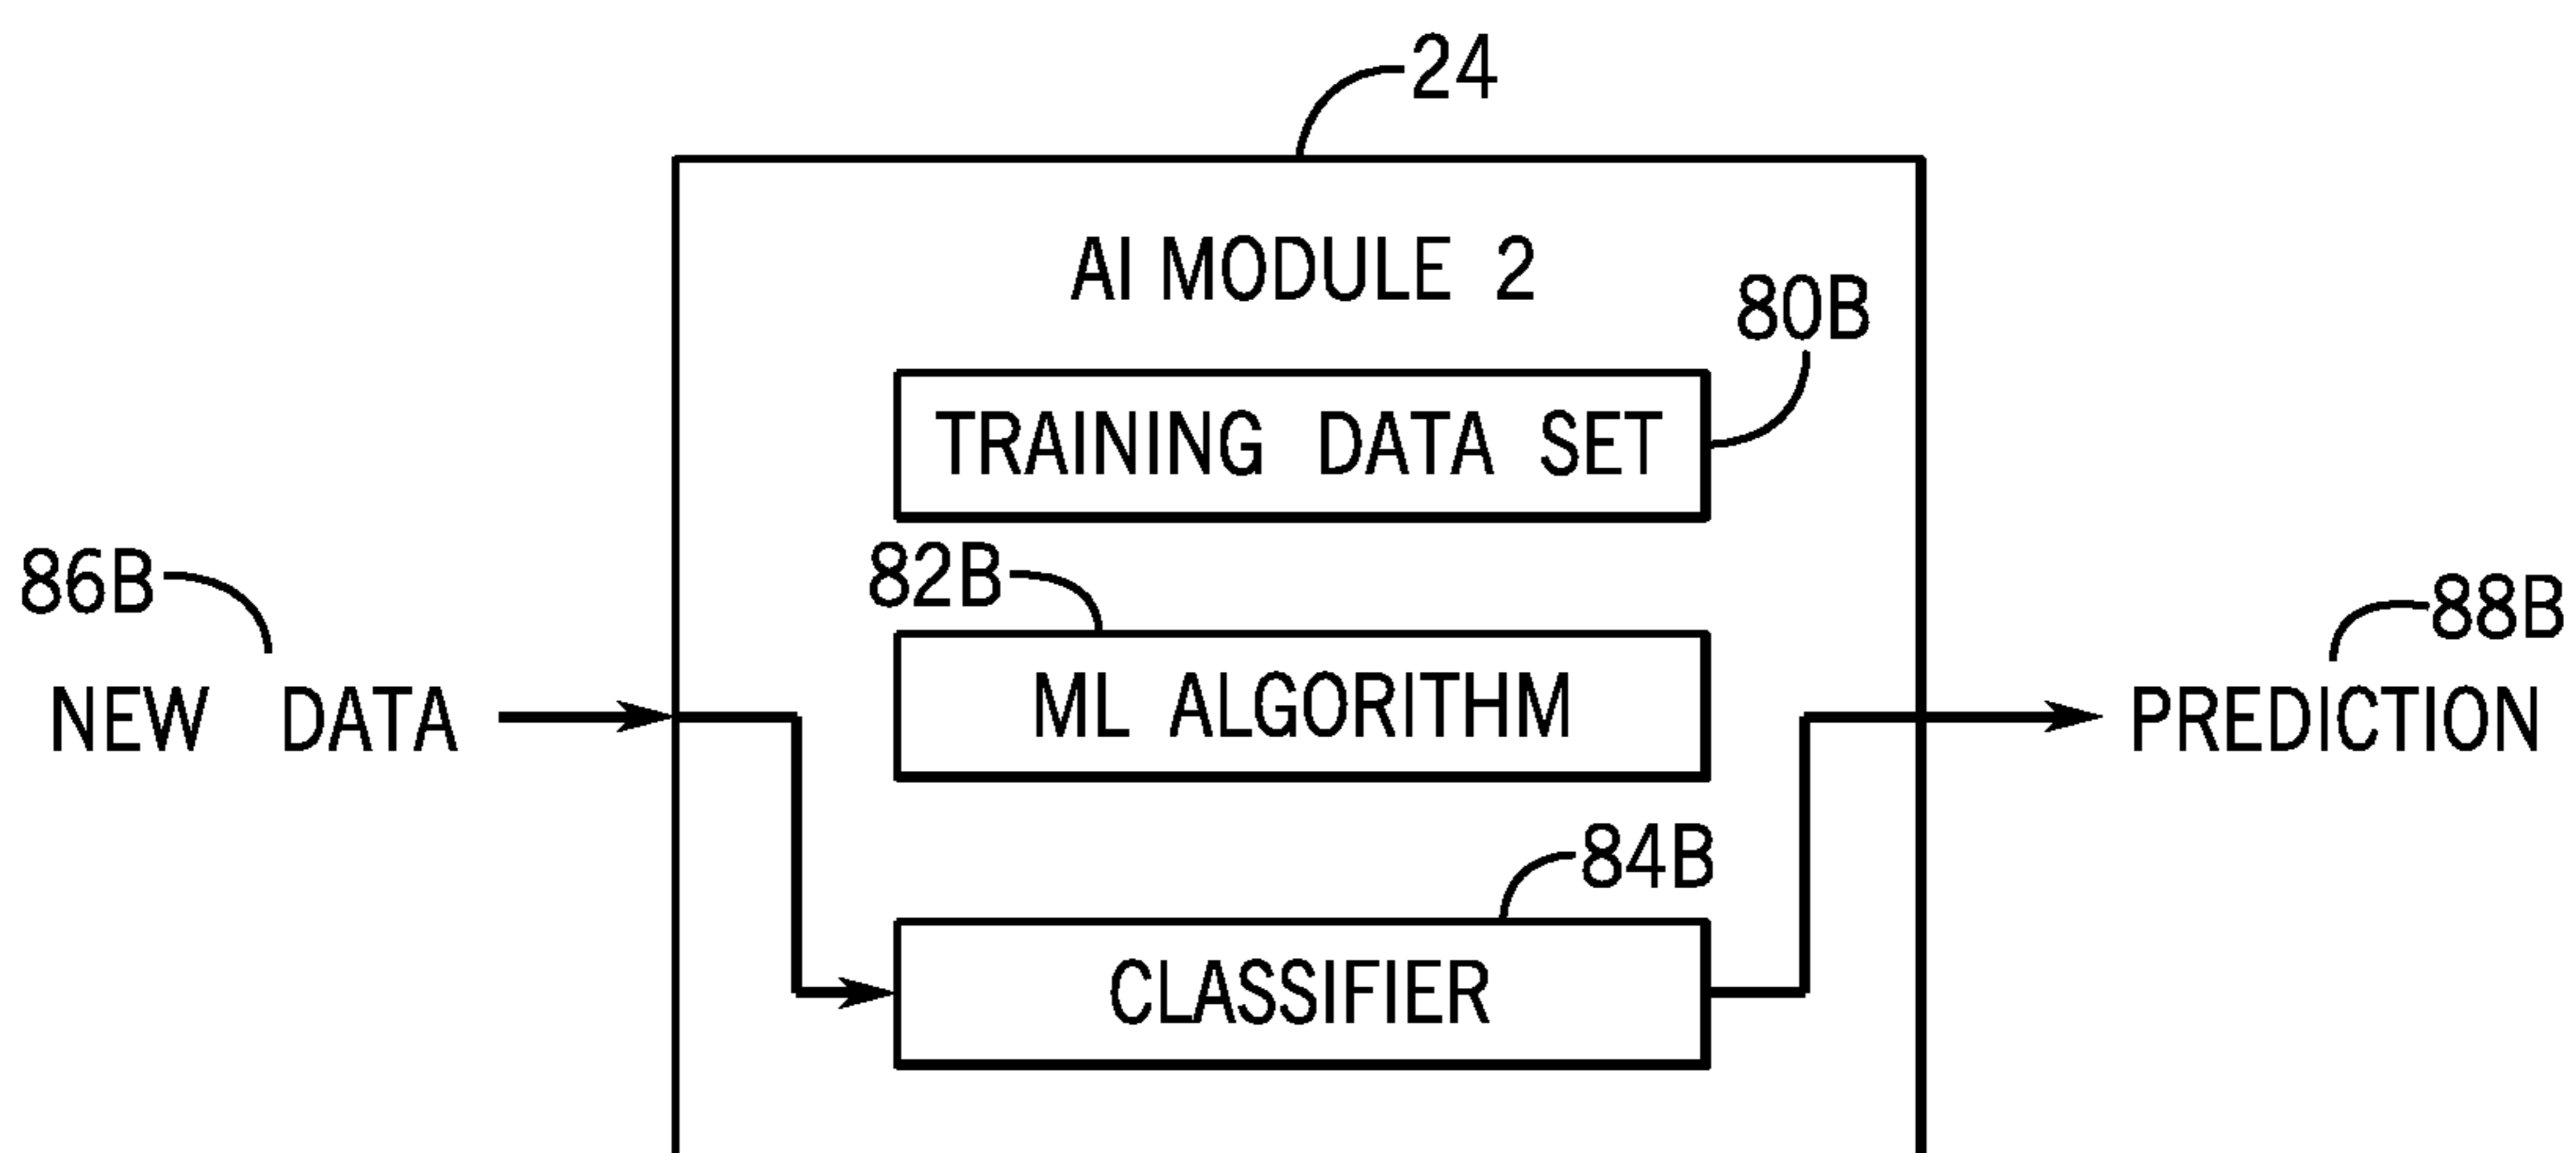 24
AI MODULE 2
80B
TRAINING DATA SET
86B
82B
88B
NEW DATA
ML ALGORITHM
PREDICTION
84B
CLASSIFIER